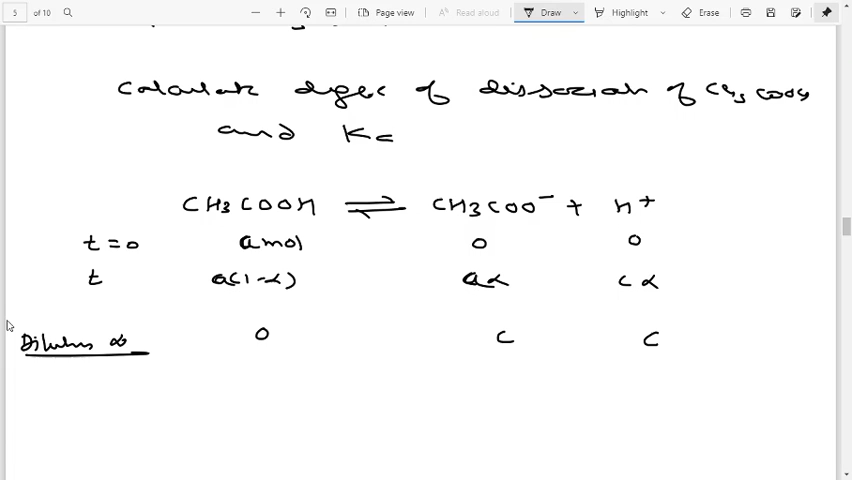 5 of 10 Page view Read aloud Draw Highlight Erase
Calculate degree of dissociation of CH3COOH
and Kc
CH3COOH ⇌ CH3COO⁻ + H⁺
t=0 amol 0 0
t a(1-α) aα cα
Dilution ∞ 0 C C